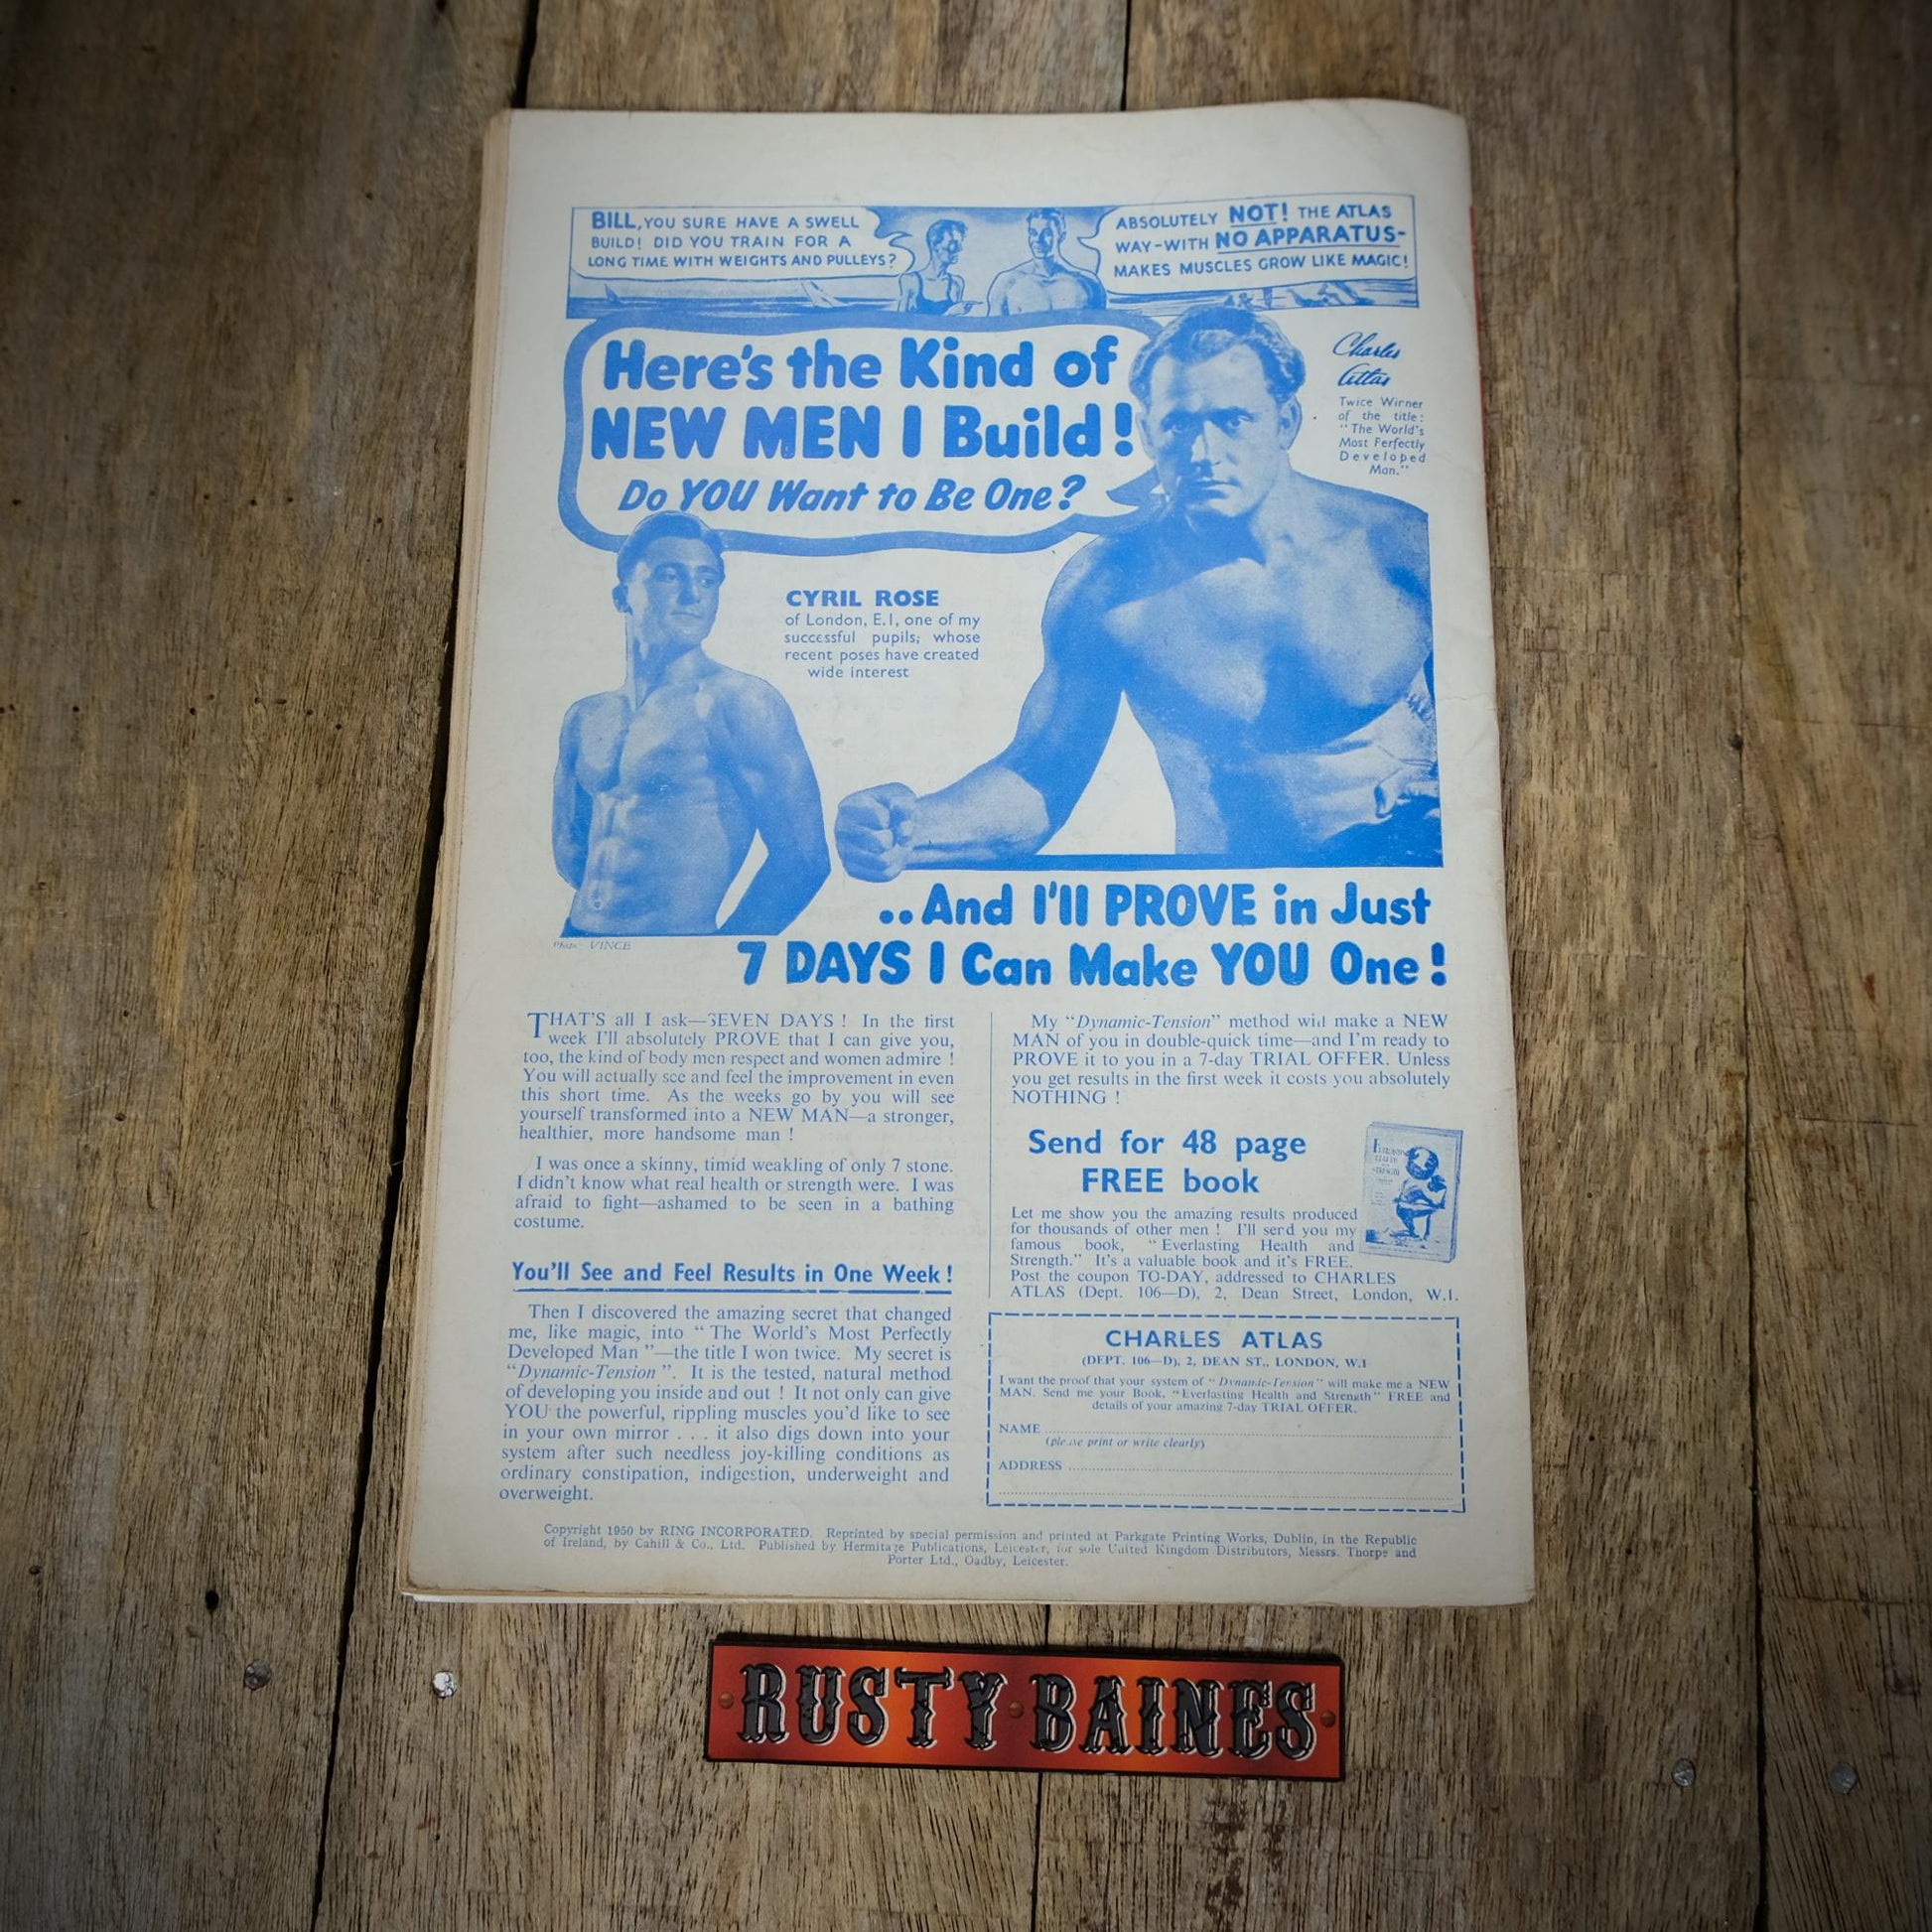 BILL, YOU SURE HAVE A SWELL
BUILD! DID YOU TRAIN FOR A
LONG TIME WITH WEIGHTS AND PULLEYS?
ABSOLUTELY NOT! THE ATLAS
WAY-WITH NO APPARATUS-
MAKES MUSCLES GROW LIKE MAGIC!
Here's the Kind of
NEW MEN I Build!
Do YOU Want to Be One?
Charles
Atlas
Twice Winner
of the title:
"The World's
Most Perfectly
Developed
Man."
CYRIL ROSE
of London, E.1, one of my
successful pupils; whose
recent poses have created
wide interest
Photo: VINCE
..And I'll PROVE in Just
7 DAYS I Can Make YOU One!
THAT'S all I ask—SEVEN DAYS ! In the first
week I'll absolutely PROVE that I can give you,
too, the kind of body men respect and women admire !
You will actually see and feel the improvement in even
this short time. As the weeks go by you will see
yourself transformed into a NEW MAN—a stronger,
healthier, more handsome man !
I was once a skinny, timid weakling of only 7 stone.
I didn't know what real health or strength were. I was
afraid to fight—ashamed to be seen in a bathing
costume.
You'll See and Feel Results in One Week!
Then I discovered the amazing secret that changed
me, like magic, into " The World's Most Perfectly
Developed Man "—the title I won twice. My secret is
"Dynamic-Tension ". It is the tested, natural method
of developing you inside and out ! It not only can give
YOU the powerful, rippling muscles you'd like to see
in your own mirror . . . it also digs down into your
system after such needless joy-killing conditions as
ordinary constipation, indigestion, underweight and
overweight.
My "Dynamic-Tension" method will make a NEW
MAN of you in double-quick time—and I'm ready to
PROVE it to you in a 7-day TRIAL OFFER. Unless
you get results in the first week it costs you absolutely
NOTHING !
Send for 48 page
FREE book
Let me show you the amazing results produced
for thousands of other men ! I'll send you my
famous book, " Everlasting Health and
Strength." It's a valuable book and it's FREE.
Post the coupon TO-DAY, addressed to CHARLES
ATLAS (Dept. 106—D), 2, Dean Street, London, W.1.
CHARLES ATLAS
(DEPT. 106—D), 2, DEAN ST., LONDON, W.1
I want the proof that your system of "Dynamic-Tension" will make me a NEW
MAN. Send me your Book, "Everlasting Health and Strength" FREE and
details of your amazing 7-day TRIAL OFFER.
NAME
(please print or write clearly)
ADDRESS
Copyright 1950 by RING INCORPORATED. Reprinted by special permission and printed at Parkgate Printing Works, Dublin, in the Republic
of Ireland, by Cahill & Co., Ltd. Published by Hermitage Publications, Leicester, for sole United Kingdom Distributors, Messrs. Thorpe and
Porter Ltd., Oadby, Leicester.
RUSTY BAINES